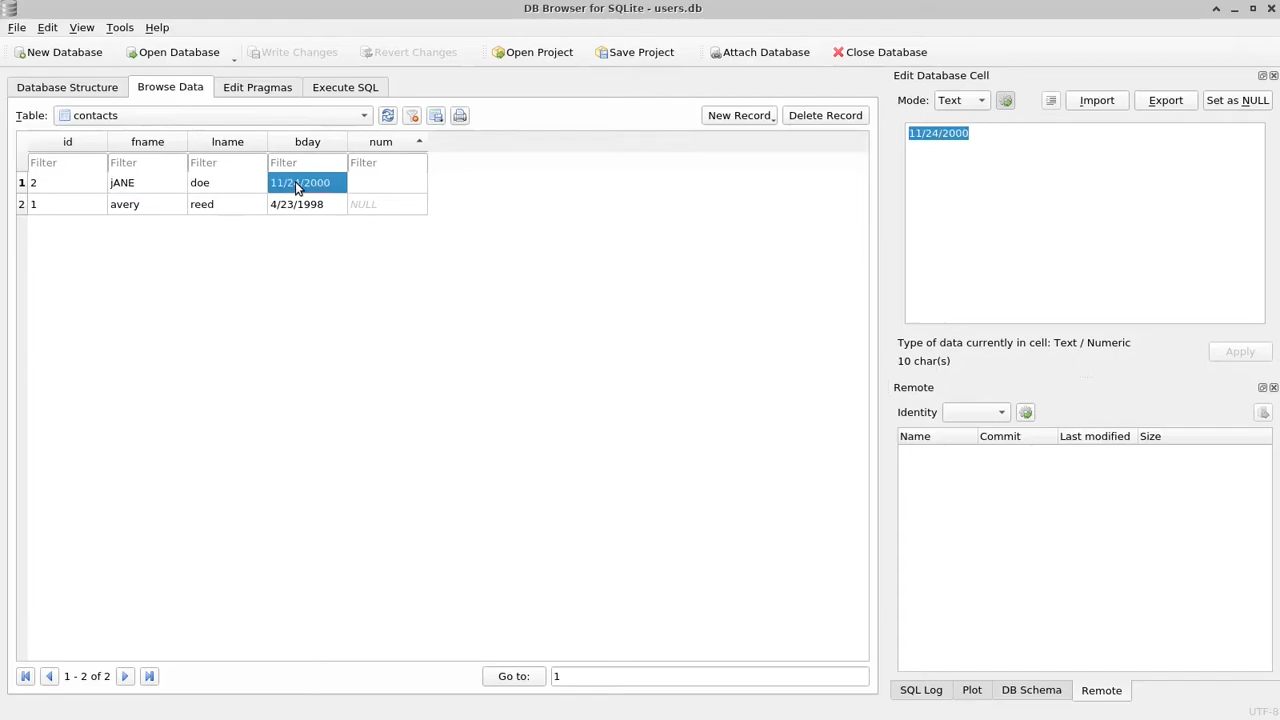 DB Browser for SQLite - users.db
File Edit View Tools Help
New Database Open Database Write Changes Revert Changes Open Project Save Project Attach Database Close Database
Database Structure Browse Data Edit Pragmas Execute SQL
Table: contacts New Record Delete Record
id fname lname bday num
Filter Filter Filter Filter Filter
1 2 jANE doe 11/24/2000
2 1 avery reed 4/23/1998 NULL
1 - 2 of 2 Go to: 1
Edit Database Cell
Mode: Text Import Export Set as NULL
11/24/2000
Type of data currently in cell: Text / Numeric
10 char(s) Apply
Remote
Identity
Name Commit Last modified Size
SQL Log Plot DB Schema Remote
UTF-8